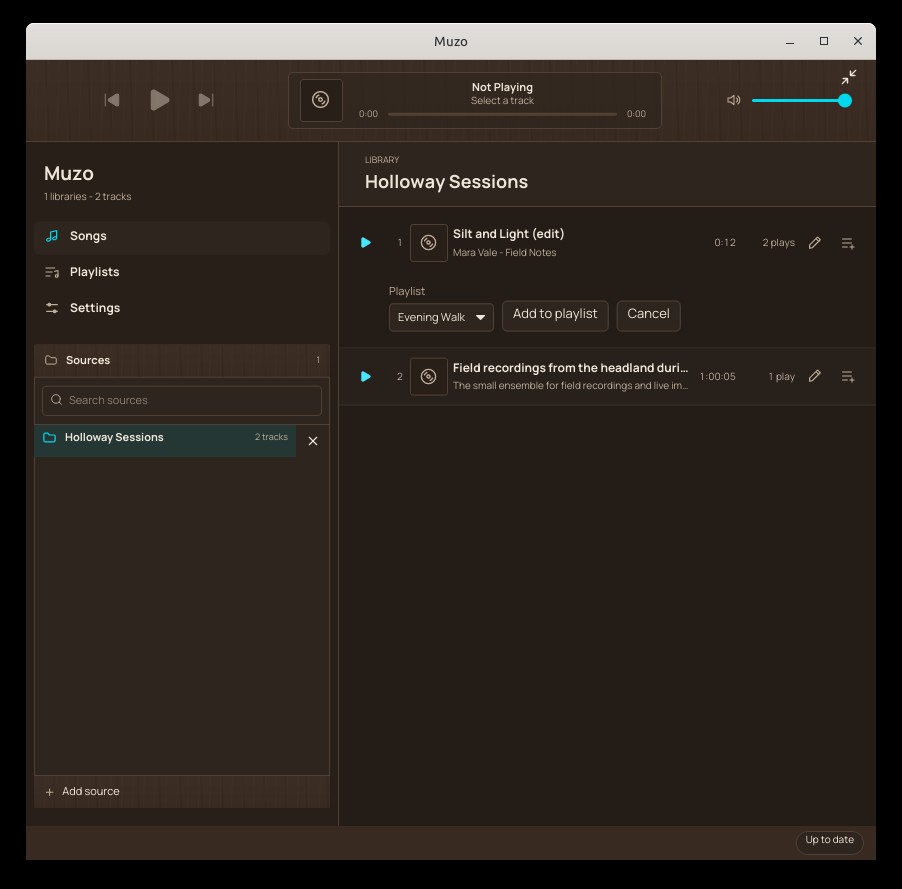 Muzo
Not Playing
Select a track
0:00
0:00
Muzo
1 libraries - 2 tracks
Songs
Playlists
Settings
Sources
1
Search sources
Holloway Sessions
2 tracks
Add source
LIBRARY
Holloway Sessions
1
Silt and Light (edit)
Mara Vale - Field Notes
0:12
2 plays
Playlist
Evening Walk
Add to playlist
Cancel
2
Field recordings from the headland duri...
The small ensemble for field recordings and live im...
1:00:05
1 play
Up to date